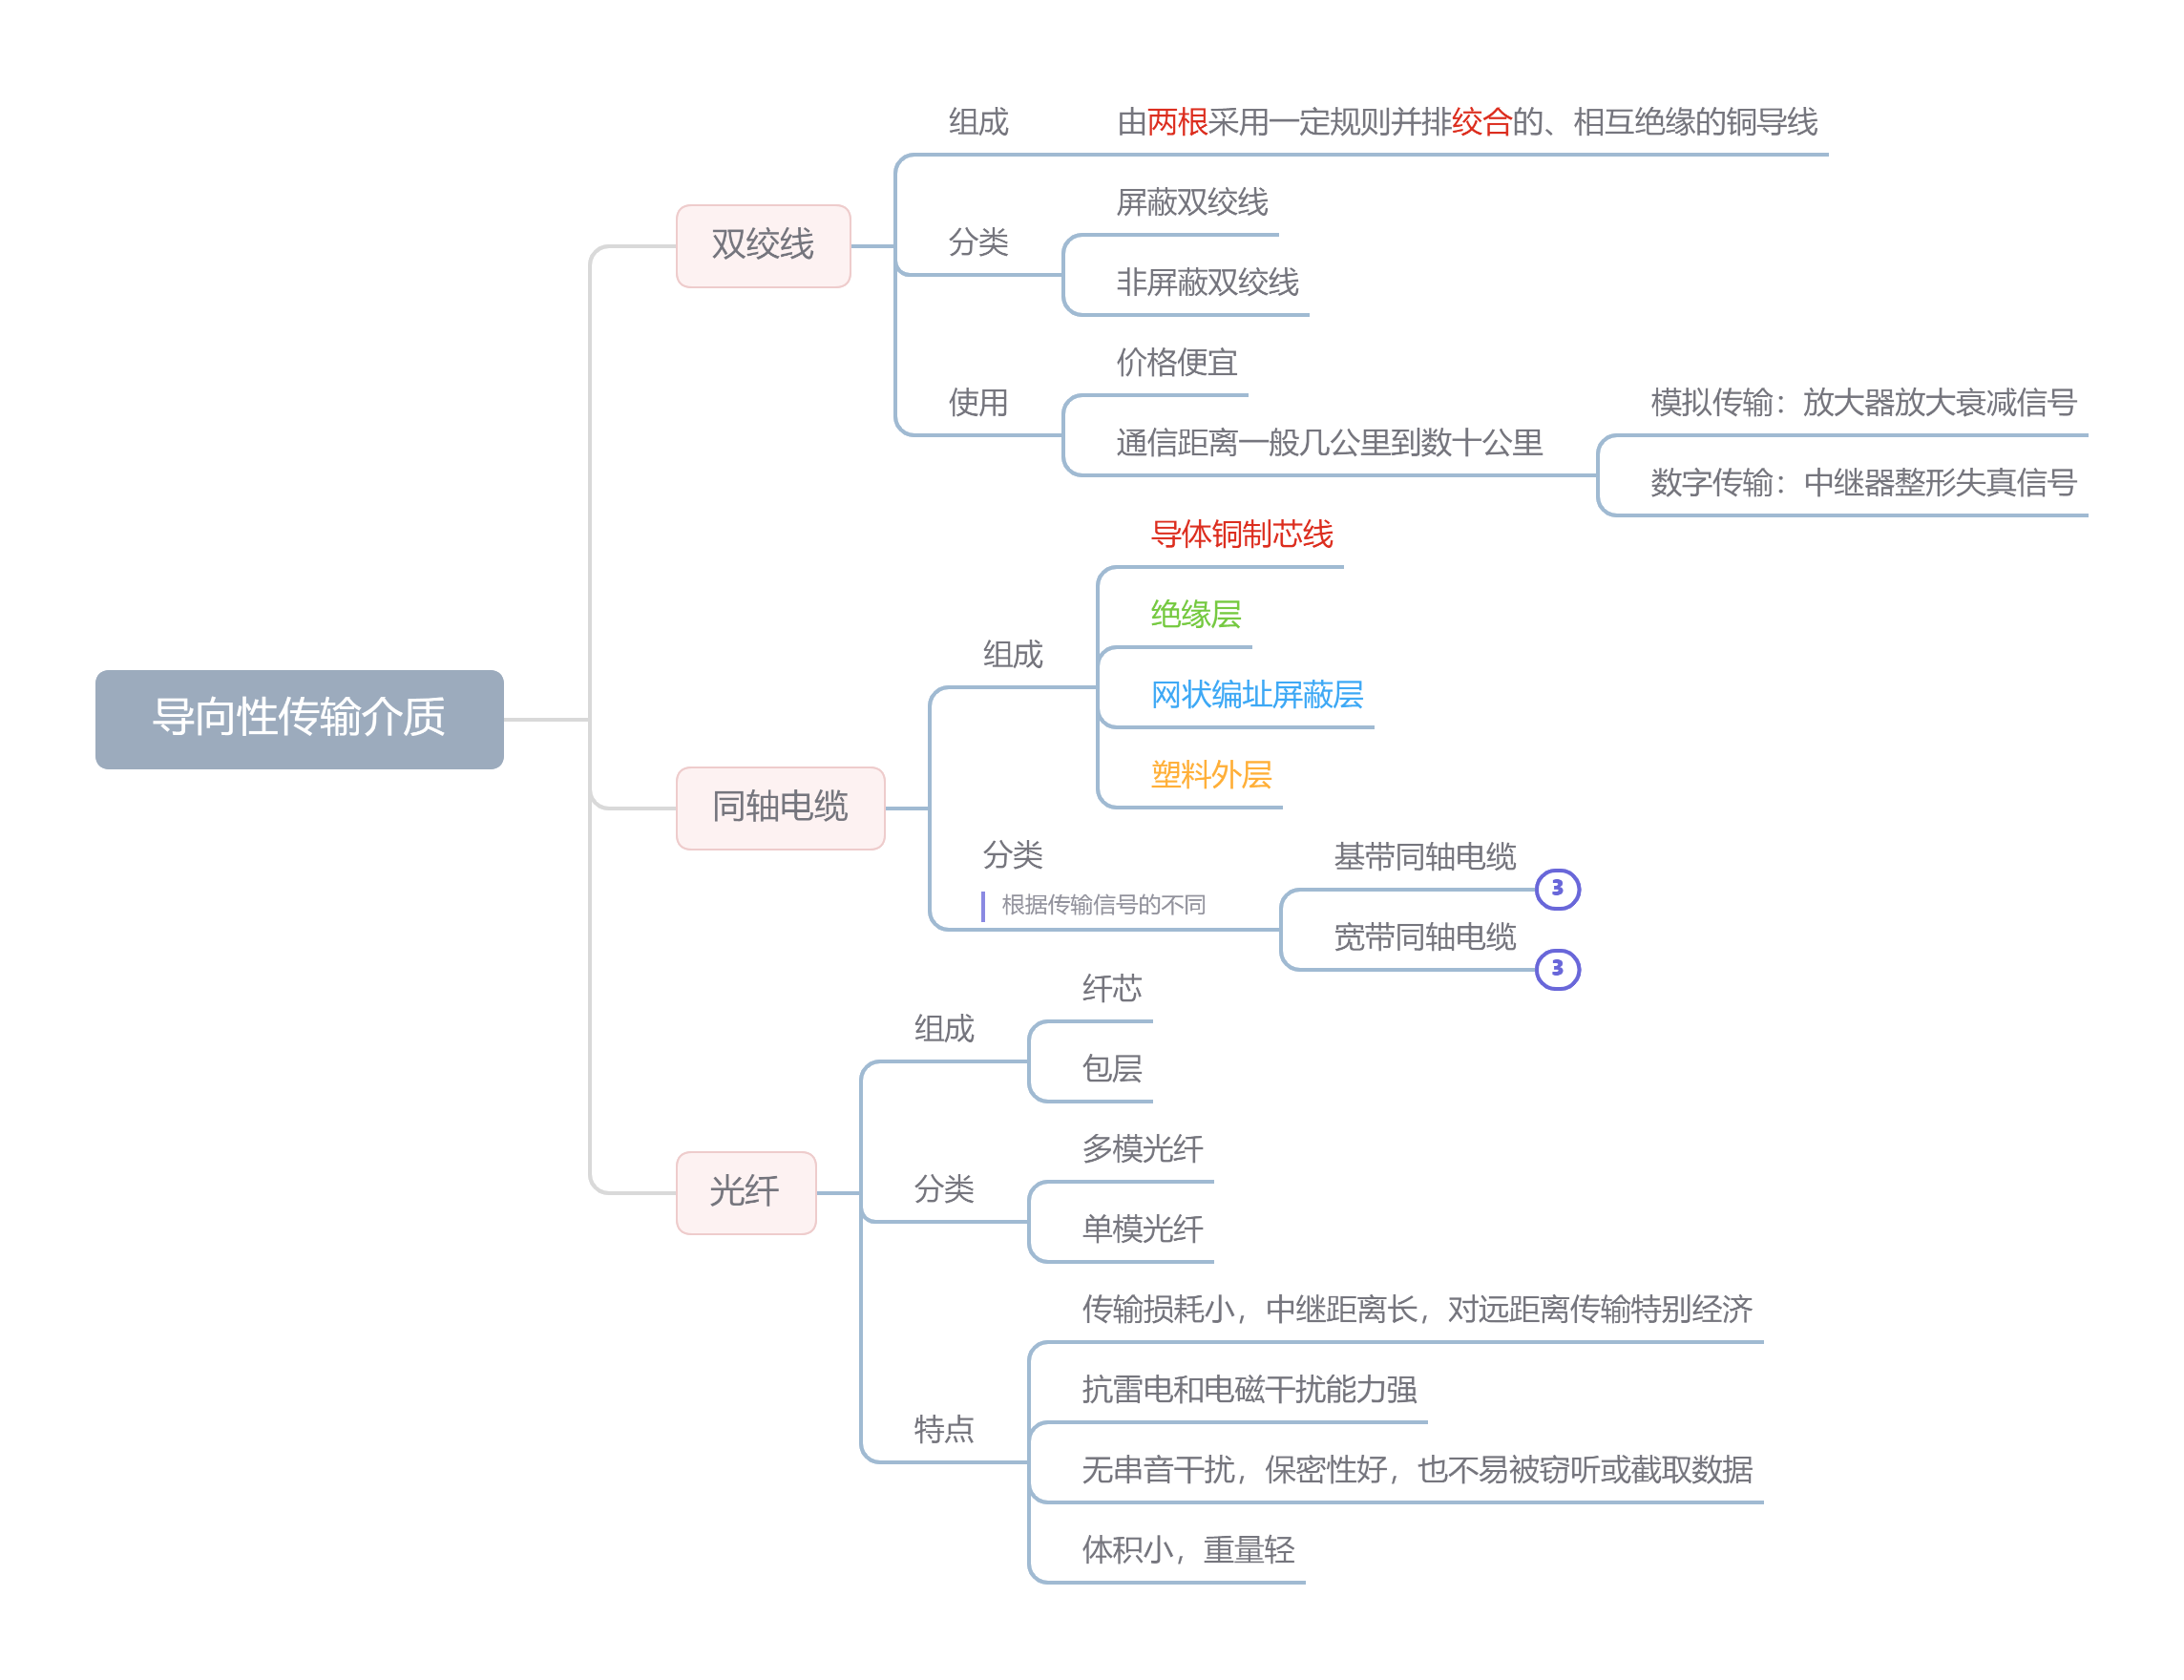 导向性传输介质
双绞线
组成
由两根采用一定规则并排绞合的、相互绝缘的铜导线
分类
屏蔽双绞线
非屏蔽双绞线
使用
价格便宜
通信距离一般几公里到数十公里
模拟传输：放大器放大衰减信号
数字传输：中继器整形失真信号
同轴电缆
组成
导体铜制芯线
绝缘层
网状编址屏蔽层
塑料外层
分类
根据传输信号的不同
基带同轴电缆
3
宽带同轴电缆
3
光纤
组成
纤芯
包层
分类
多模光纤
单模光纤
特点
传输损耗小，中继距离长，对远距离传输特别经济
抗雷电和电磁干扰能力强
无串音干扰，保密性好，也不易被窃听或截取数据
体积小，重量轻